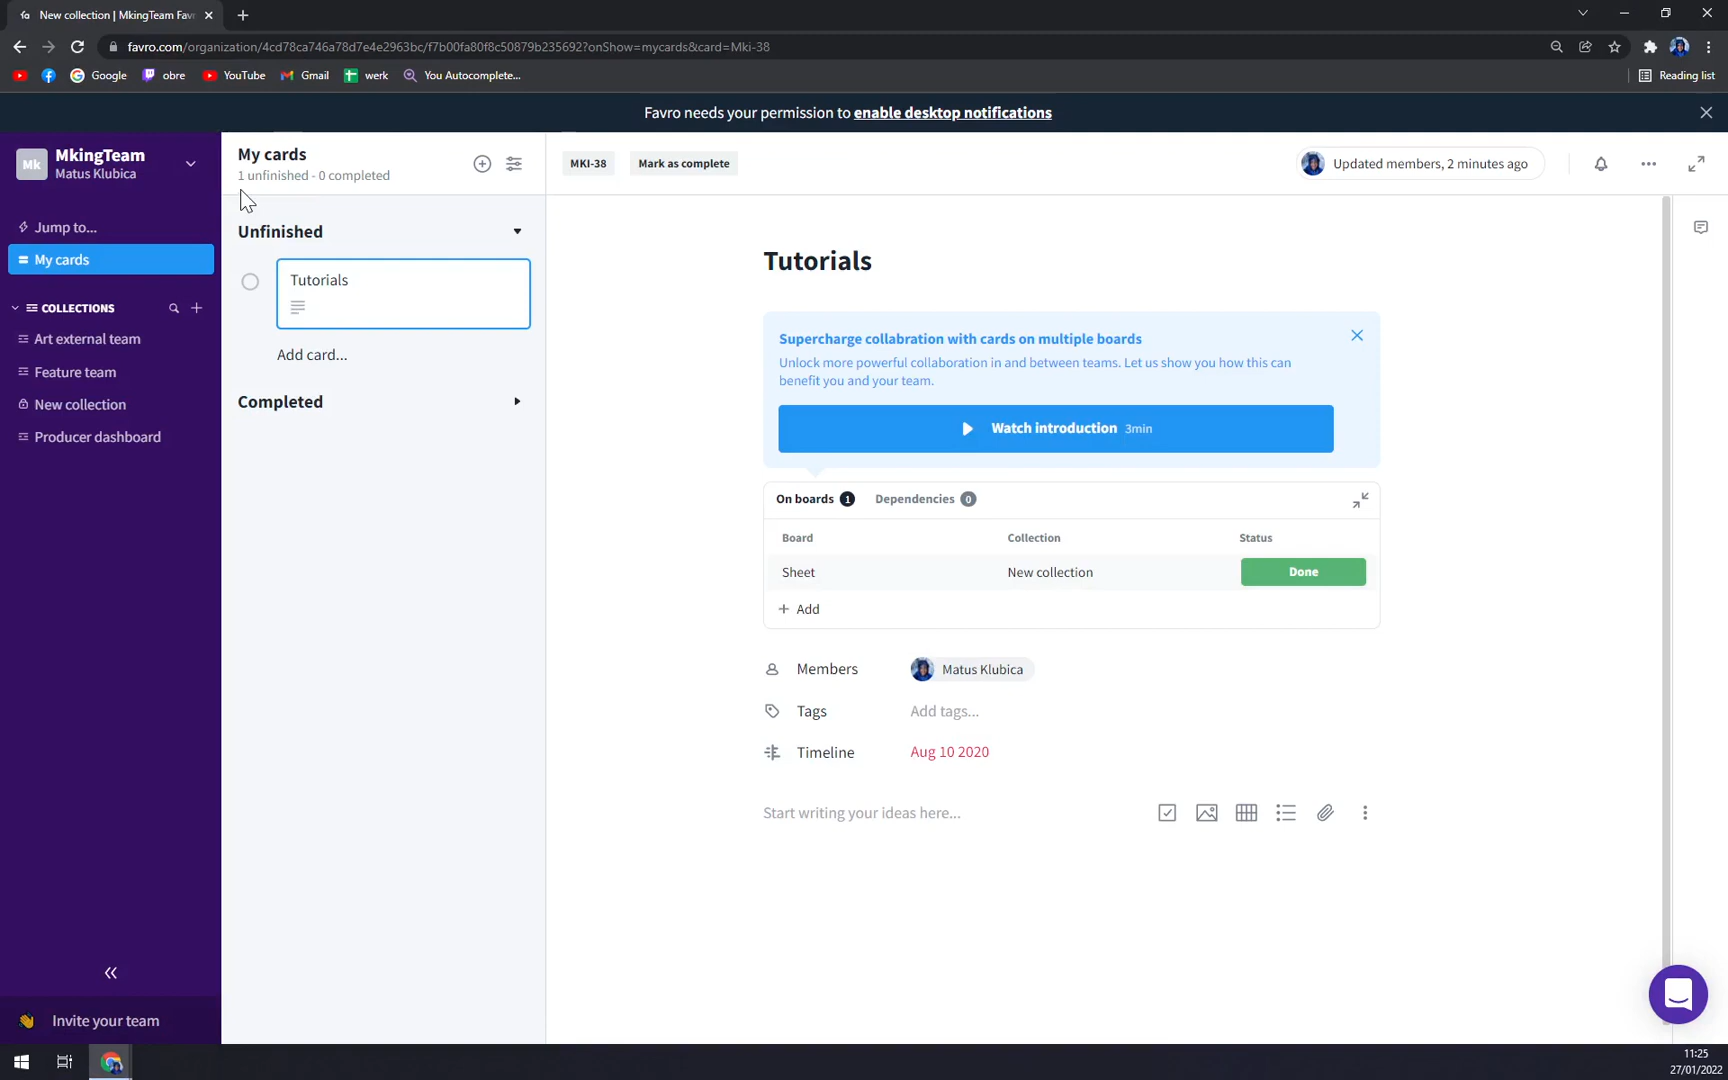 New collection | MkingTeam Favr
favro.com/organization/4cd78ca746a78d7e4e2963bc/f7b00fa80f8c50879b235692?onShow=mycards&card=Mki-38
Google
obre
YouTube
Gmail
werk
You Autocomplete...
Reading list
Favro needs your permission to enable desktop notifications
Mk
MkingTeam
Matus Klubica
Jump to...
My cards
COLLECTIONS
Art external team
Feature team
New collection
Producer dashboard
Invite your team
My cards
1 unfinished - 0 completed
Unfinished
Tutorials
Add card...
Completed
MKI-38
Mark as complete
Updated members, 2 minutes ago
Tutorials
Supercharge collabration with cards on multiple boards
Unlock more powerful collaboration in and between teams. Let us show you how this can
benefit you and your team.
Watch introduction 3min
On boards 1 Dependencies 0
Board Collection Status
Sheet New collection Done
+ Add
Members Matus Klubica
Tags Add tags...
Timeline Aug 10 2020
Start writing your ideas here...
11:25
27/01/2022